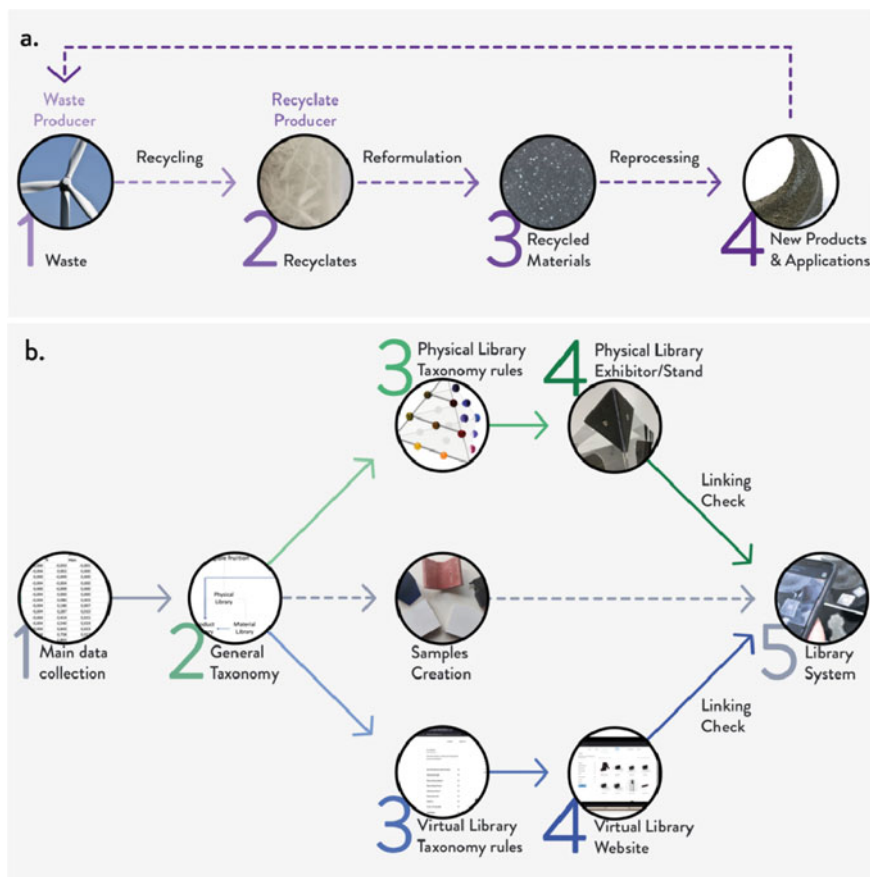 a.
Waste
Producer
Recyclate
Producer
Recycling
Reformulation
Reprocessing
1
Waste
2
Recyclates
3
Recycled
Materials
4
New Products
& Applications
b.
3
Physical Library
Taxonomy rules
4
Physical Library
Exhibitor/Stand
Linking
Check
Physical
Library
Material
Library
1
Main data
collection
2
General
Taxonomy
Samples
Creation
5
Library
System
Linking
Check
3
Virtual Library
Taxonomy rules
4
Virtual Library
Website